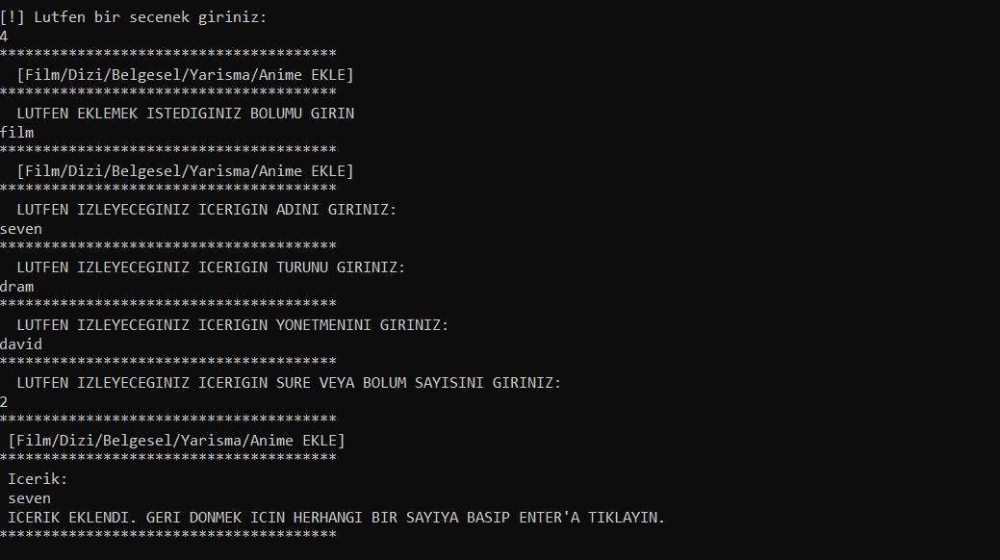 [!] Lutfen bir secenek giriniz:
4
***************************************
[Film/Dizi/Belgesel/Yarisma/Anime EKLE]
***************************************
LUTFEN EKLEMEK ISTEDIGINIZ BOLUMU GIRIN
film
***************************************
[Film/Dizi/Belgesel/Yarisma/Anime EKLE]
***************************************
LUTFEN IZLEYECEGINIZ ICERIGIN ADINI GIRINIZ:
seven
***************************************
LUTFEN IZLEYECEGINIZ ICERIGIN TURUNU GIRINIZ:
dram
***************************************
LUTFEN IZLEYECEGINIZ ICERIGIN YONETMENINI GIRINIZ:
david
***************************************
LUTFEN IZLEYECEGINIZ ICERIGIN SURE VEYA BOLUM SAYISINI GIRINIZ:
2
***************************************
[Film/Dizi/Belgesel/Yarisma/Anime EKLE]
***************************************
Icerik:
seven
ICERIK EKLENDI. GERI DONMEK ICIN HERHANGI BIR SAYIYA BASIP ENTER'A TIKLAYIN.
***************************************